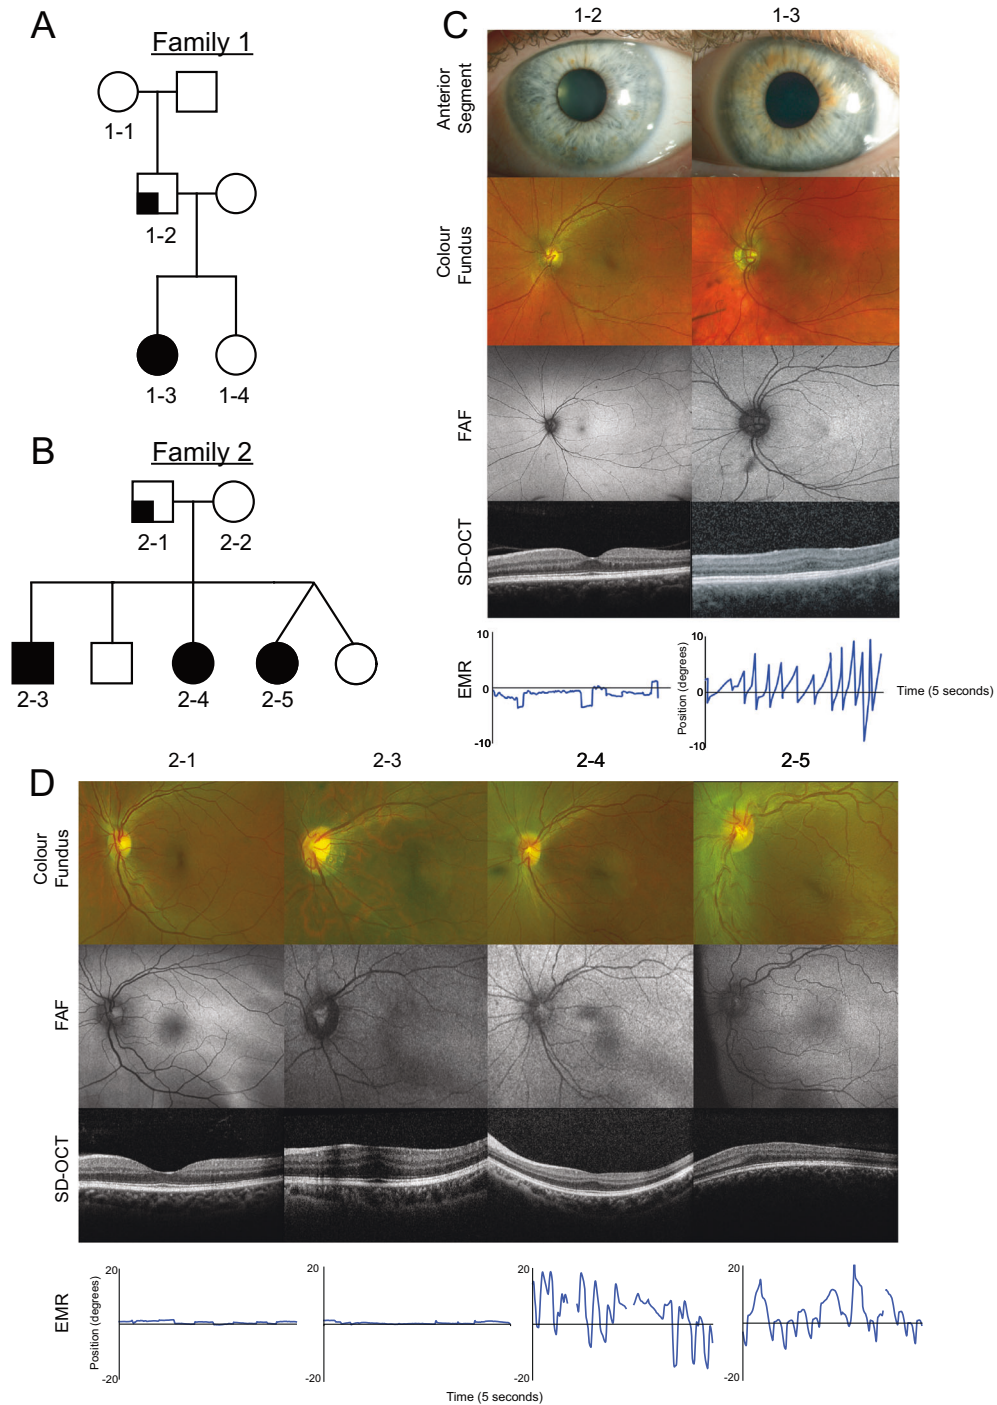 A
Family 1
1-1
1-2
1-3
1-4
B
Family 2
2-1
2-2
2-3
2-4
2-5
C
1-2
1-3
Anterior
Segment
Colour
Fundus
FAF
SD-OCT
EMR
10
0
-10
Position (degrees)
10
0
-10
Time (5 seconds)
D
2-1
2-3
2-4
2-5
Colour
Fundus
FAF
SD-OCT
EMR
Position (degrees)
20
-20
20
-20
20
-20
20
-20
Time (5 seconds)